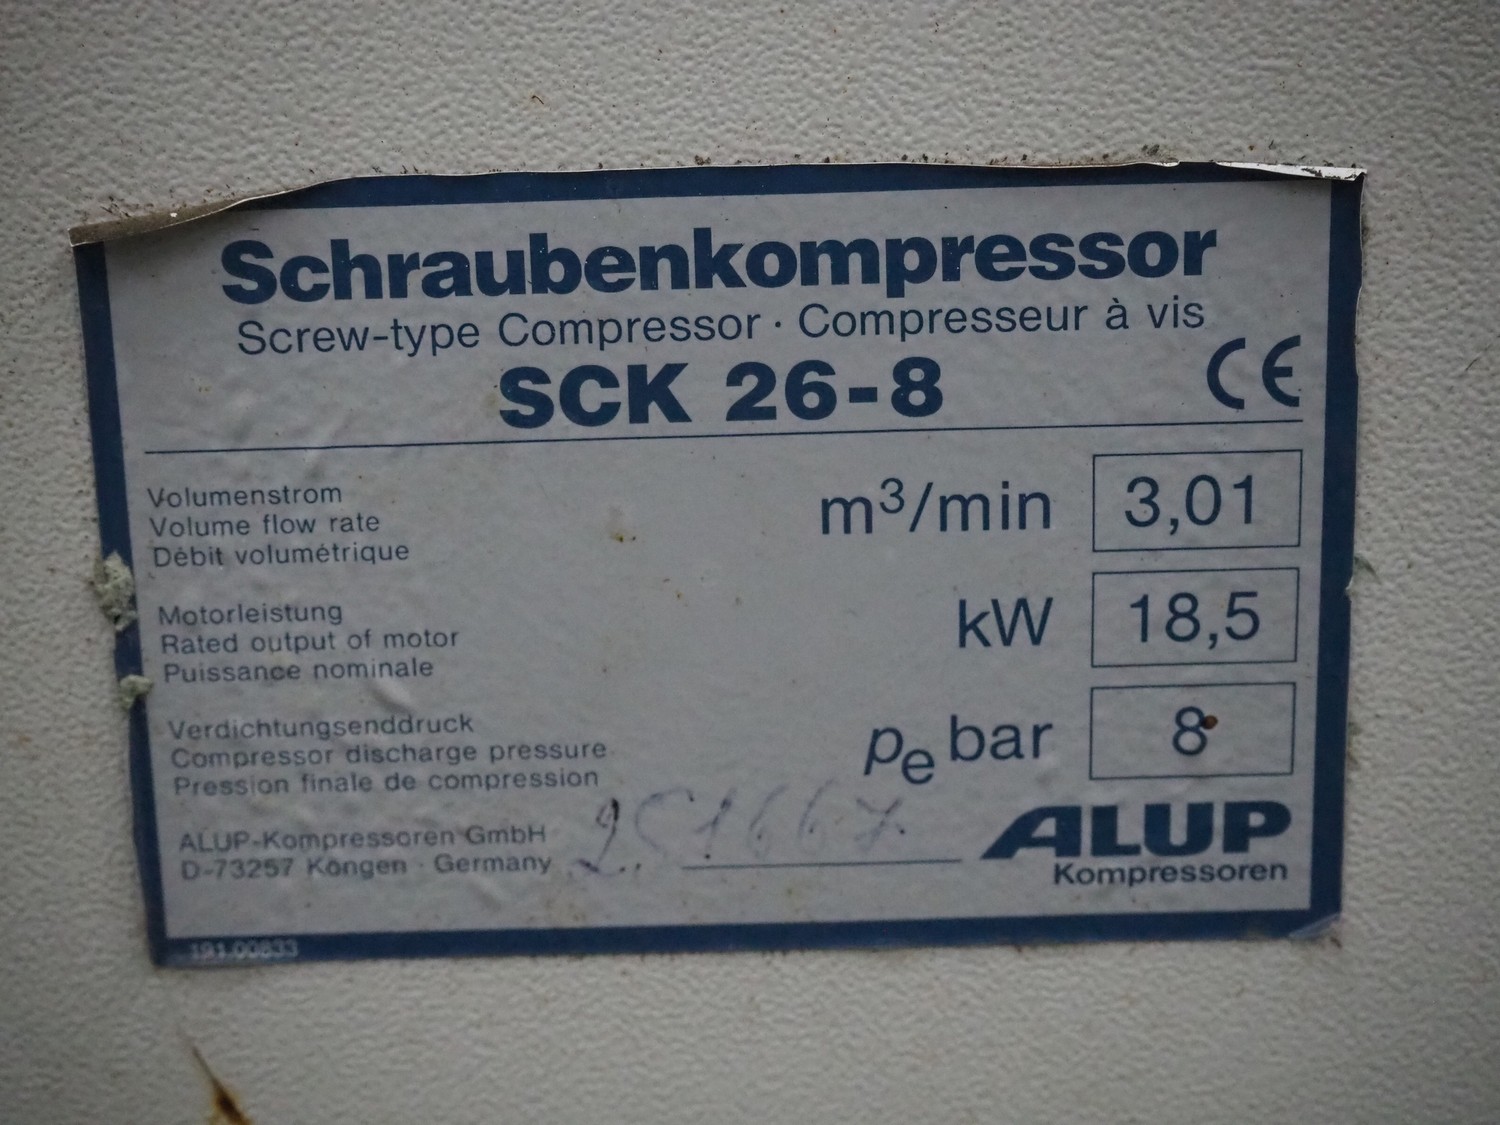 Schraubenkompressor
Screw-type Compressor · Compresseur à vis
SCK 26-8
CE
Volumenstrom
Volume flow rate
Débit volumétrique
m³/min
3,01
Motorleistung
Rated output of motor
Puissance nominale
kW
18,5
Verdichtungsenddruck
Compressor discharge pressure
Pression finale de compression
pe bar
8
ALUP-Kompressoren GmbH
D-73257 Köngen · Germany
ALUP
Kompressoren
191.00833